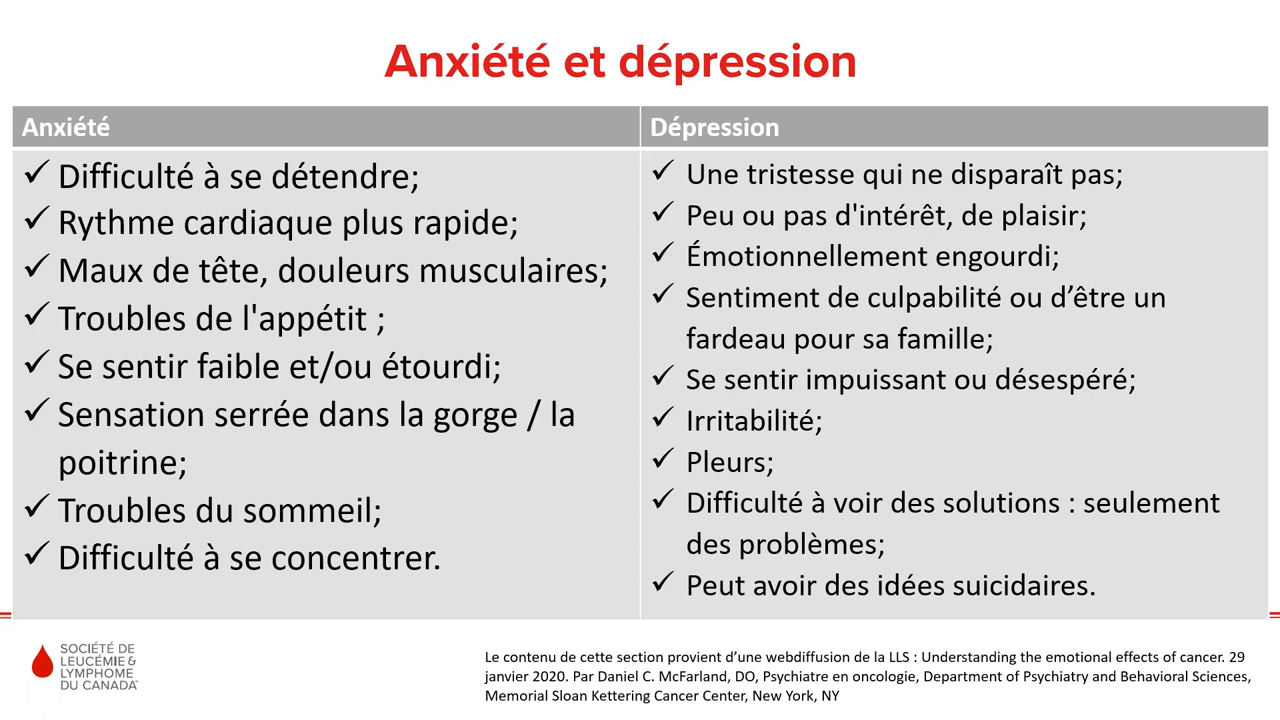 Anxiété et dépression
Anxiété
Difficulté à se détendre;
Rythme cardiaque plus rapide;
Maux de tête, douleurs musculaires;
Troubles de l'appétit ;
Se sentir faible et/ou étourdi;
Sensation serrée dans la gorge / la
poitrine;
Troubles du sommeil;
Difficulté à se concentrer.
Dépression
Une tristesse qui ne disparaît pas;
Peu ou pas d'intérêt, de plaisir;
Émotionnellement engourdi;
Sentiment de culpabilité ou d’être un
fardeau pour sa famille;
Se sentir impuissant ou désespéré;
Irritabilité;
Pleurs;
Difficulté à voir des solutions : seulement
des problèmes;
Peut avoir des idées suicidaires.
SOCIÉTÉ DE
LEUCÉMIE &
LYMPHOME
DU CANADA
Le contenu de cette section provient d’une webdiffusion de la LLS : Understanding the emotional effects of cancer. 29
janvier 2020. Par Daniel C. McFarland, DO, Psychiatre en oncologie, Department of Psychiatry and Behavioral Sciences,
Memorial Sloan Kettering Cancer Center, New York, NY